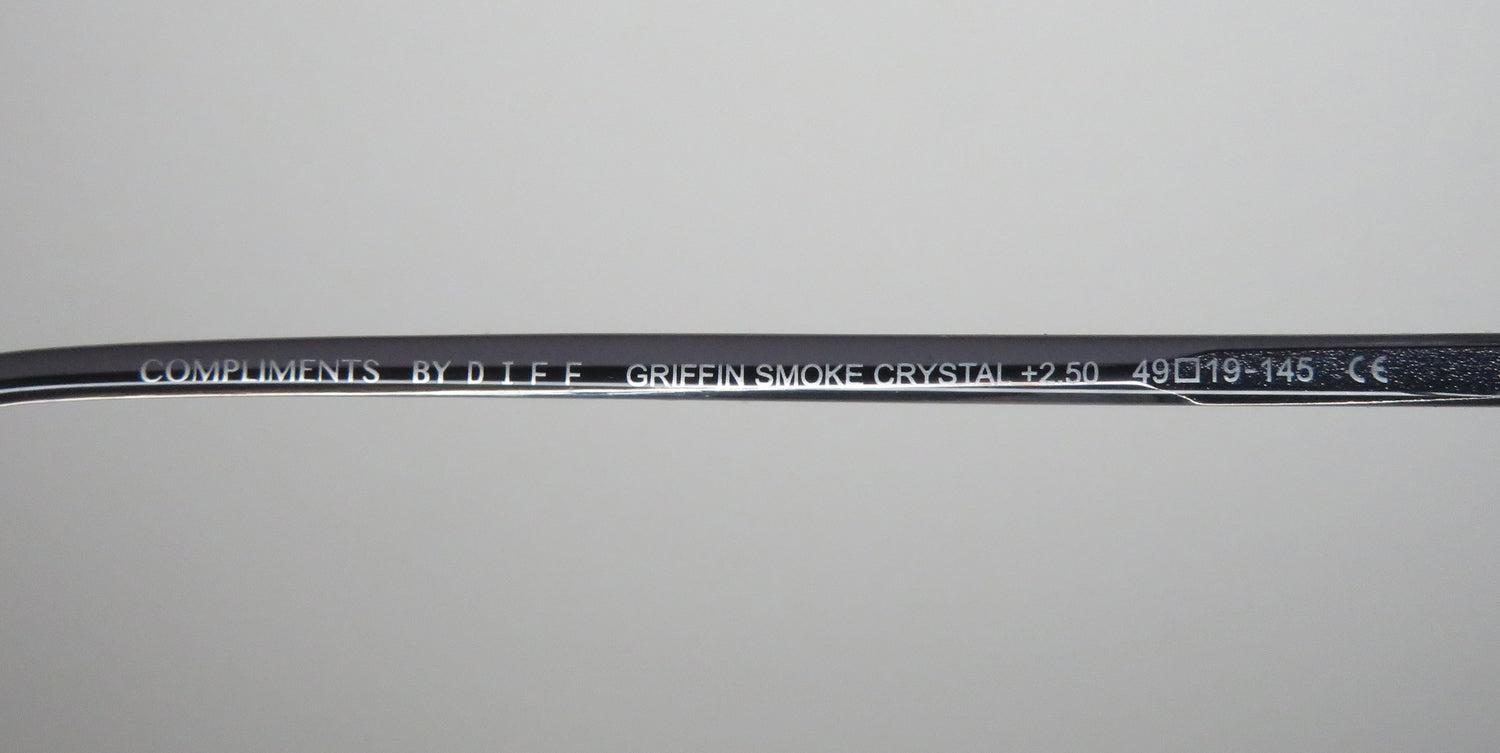 COMPLIMENTS BY D I F F GRIFFIN SMOKE CRYSTAL +2.50 49□19-145 CE